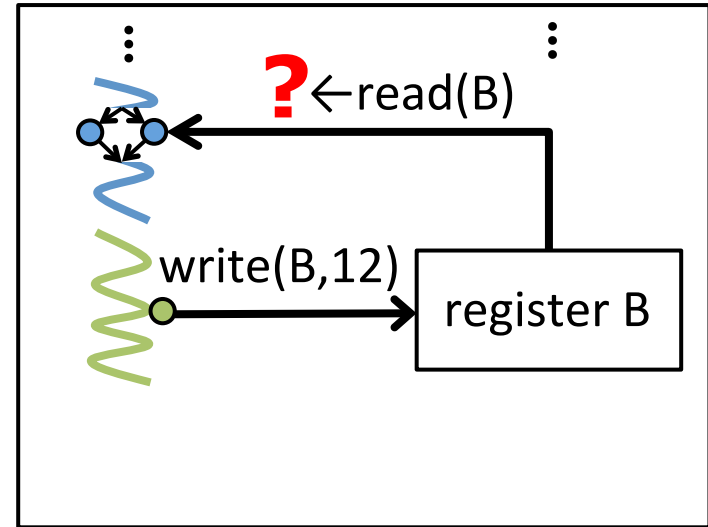 ⋮
⋮
?←read(B)
write(B,12)
register B